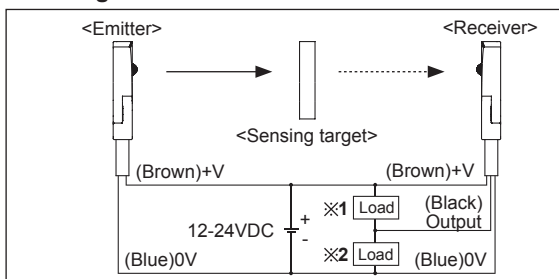 <Emitter>
<Receiver>
<Sensing target>
(Brown)+V
(Brown)+V
※1 Load
(Black)
Output
12-24VDC
+
-
※2 Load
(Blue)0V
(Blue)0V